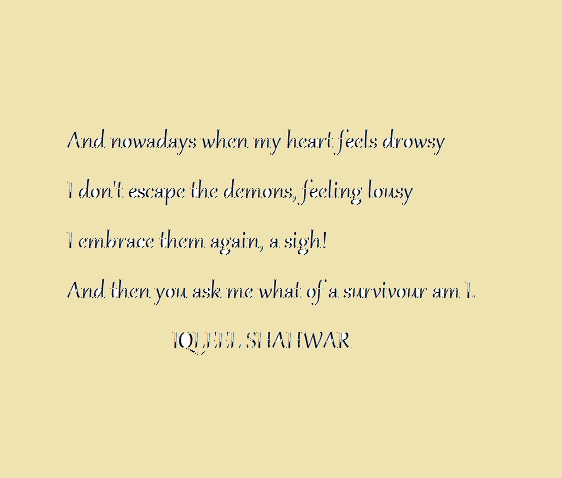 And nowadays when my heart feels drowsy
I don't escape the demons, feeling lousy
I embrace them again, a sigh!
And then you ask me what of a survivour am I.
IQLEEL SHAHWAR